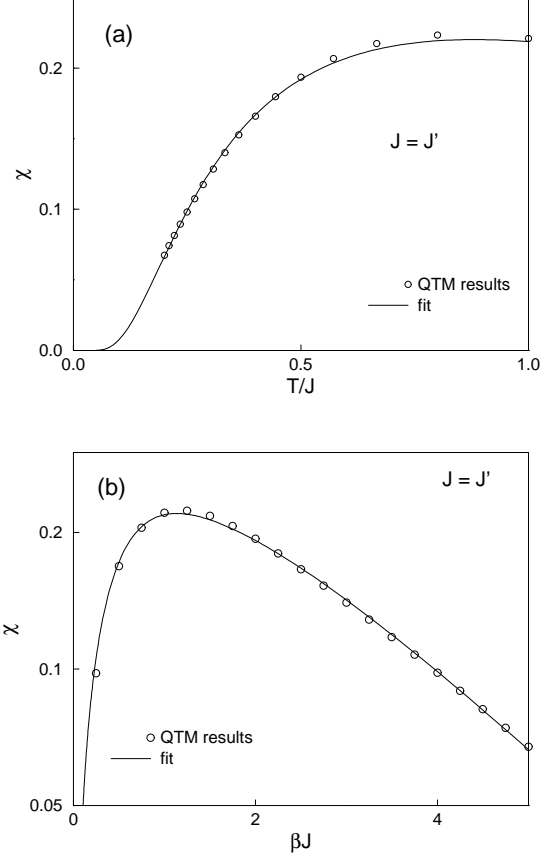 (a)
0.2
J = J’
χ
0.1
QTM results
fit
0.0
0.0
0.5
1.0
T/J
(b)
J = J’
0.2
χ
0.1
QTM results
fit
0.05
0
2
4
βJ